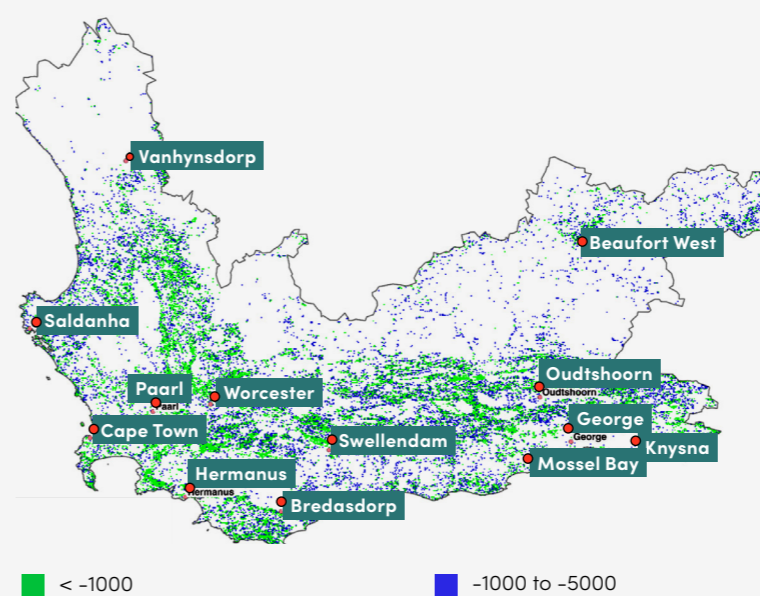 Vanhynsdorp
Beaufort West
Saldanha
Oudtshoorn
Oudtshoorn
Paarl
Paarl
Worcester
George
George
Cape Town
Swellendam
Knysna
Mossel Bay
Hermanus
Hermanus
Bredasdorp
< -1000
-1000 to -5000